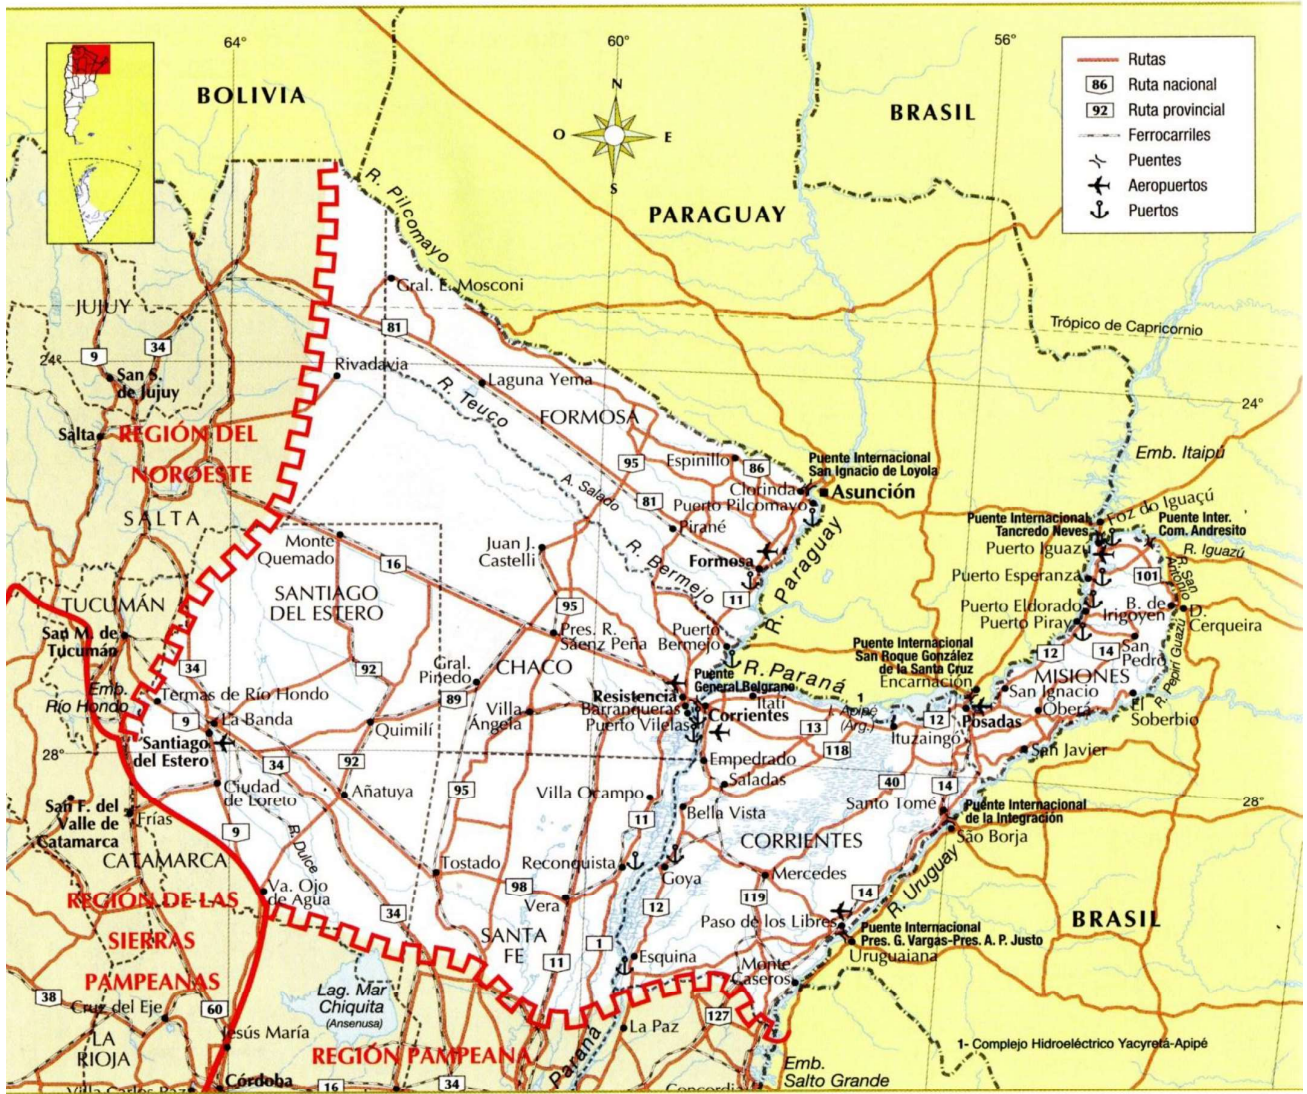 64°
60°
56°
BOLIVIA
BRASIL
PARAGUAY
N
O
E
S
Rutas
86
Ruta nacional
92
Ruta provincial
Ferrocarriles
Puentes
Aeropuertos
Puertos
R. Pilcomayo
Gral. E. Mosconi
JUJUY
9
34
81
24°
San S.
de Jujuy
Rivadavia
R. Teuco
Laguna Yema
FORMOSA
Trópico de Capricornio
24°
Salta
REGIÓN DEL
NOROESTE
SALTA
95
Espinillo
86
Puente Internacional
San Ignacio de Loyola
Clorinda
Asunción
Puerto Pilcomayo
A. Salado
81
Pirané
Emb. Itaipú
Foz do Iguaçú
Puente Internacional
Tancredo Neves
Puente Inter.
Com. Andresito
Puerto Iguazú
R. Iguazú
Monte
Quemado
16
Juan J.
Castelli
R. Bermejo
Formosa
11
R. Paraguay
Puerto Esperanza
101
R. San
Antonio
SANTIAGO
DEL ESTERO
TUCUMÁN
San M. de
Tucumán
95
Pres. R.
Sáenz Peña
Puerto
Bermejo
Puerto Eldorado
Puerto Piray
B. de
Irigoyen
D.
Cerqueira
12
14
San
Pedro
R. Pepirí Guazú
34
92
Gral.
Pinedo
CHACO
R. Paraná
Puente Internacional
San Roque González
de la Santa Cruz
Encarnación
MISIONES
San Ignacio
Oberá
El
Soberbio
Emb.
Río Hondo
Termas de Río Hondo
89
Resistencia
Barranqueras
Puerto Vilelas
Puente
General Belgrano
Corrientes
Itatí
1
Apipé
(Arg.)
13
12
Posadas
Ituzaingó
9
La Banda
Santiago
del Estero
Quimilí
Villa
Ángela
118
San Javier
28°
34
92
Empedrado
Saladas
40
14
Ciudad
de Loreto
Añatuya
95
Villa Ocampo
Bella Vista
Santo Tomé
Puente Internacional
de la Integración
28°
San F. del
Valle de
Catamarca
Frías
9
R. Dulce
11
CORRIENTES
São Borja
CATAMARCA
Tostado
Reconquista
Goya
Mercedes
R. Uruguay
Va. Ojo
de Agua
98
Vera
12
119
14
REGIÓN DE LAS
SIERRAS
PAMPEANAS
34
SANTA
FE
Paso de los Libres
Puente Internacional
Pres. G. Vargas-Pres. A. P. Justo
BRASIL
1
Esquina
Uruguaiana
11
Monte
Caseros
38
Cruz del Eje
60
Lag. Mar
Chiquita
(Ansenusa)
127
LA
RIOJA
Jesús María
La Paz
REGIÓN PAMPEANA
Paraná
1- Complejo Hidroeléctrico Yacyretá-Apipé
Emb.
Salto Grande
Villa Carlos Paz
Córdoba
16
34
Concordia